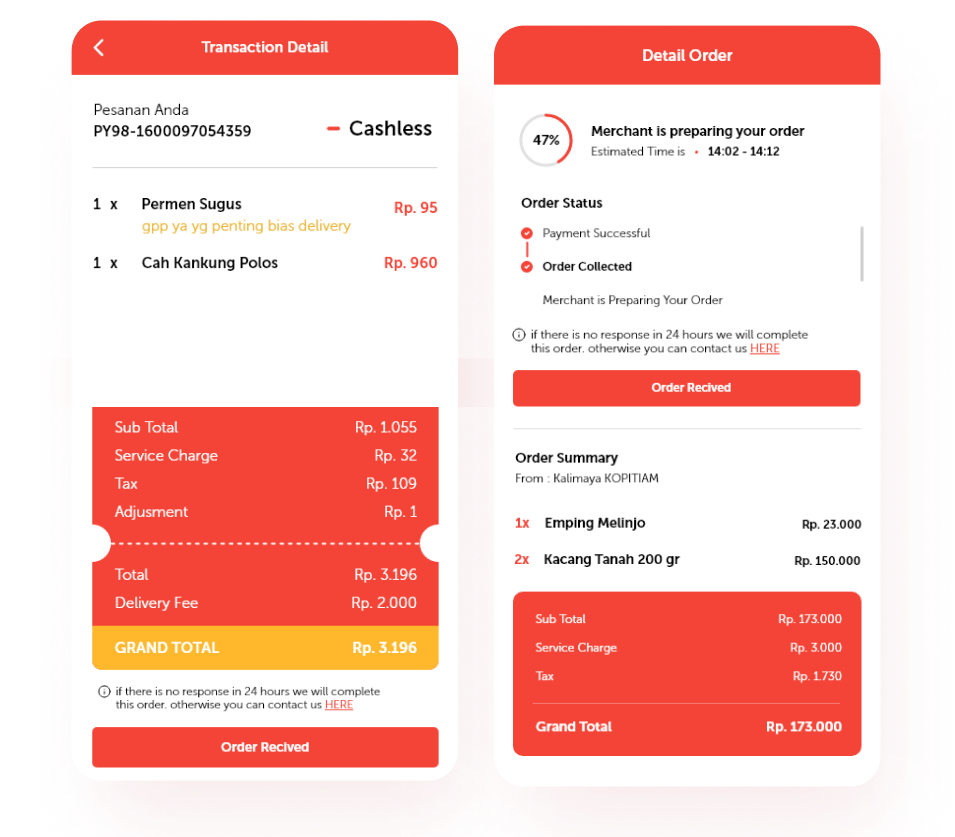 Transaction Detail
Pesanan Anda
PY98-1600097054359
Cashless
1 x Permen Sugus Rp. 95
gpp ya yg penting bias delivery
1 x Cah Kankung Polos Rp. 960
Sub Total Rp. 1.055
Service Charge Rp. 32
Tax Rp. 109
Adjusment Rp. 1
Total Rp. 3.196
Delivery Fee Rp. 2.000
GRAND TOTAL Rp. 3.196
if there is no response in 24 hours we will complete
this order. otherwise you can contact us HERE
Order Recived
Detail Order
47%
Merchant is preparing your order
Estimated Time is • 14:02 - 14:12
Order Status
Payment Successful
Order Collected
Merchant is Preparing Your Order
if there is no response in 24 hours we will complete
this order. otherwise you can contact us HERE
Order Recived
Order Summary
From : Kalimaya KOPITIAM
1x Emping Melinjo Rp. 23.000
2x Kacang Tanah 200 gr Rp. 150.000
Sub Total Rp. 173.000
Service Charge Rp. 3.000
Tax Rp. 1.730
Grand Total Rp. 173.000